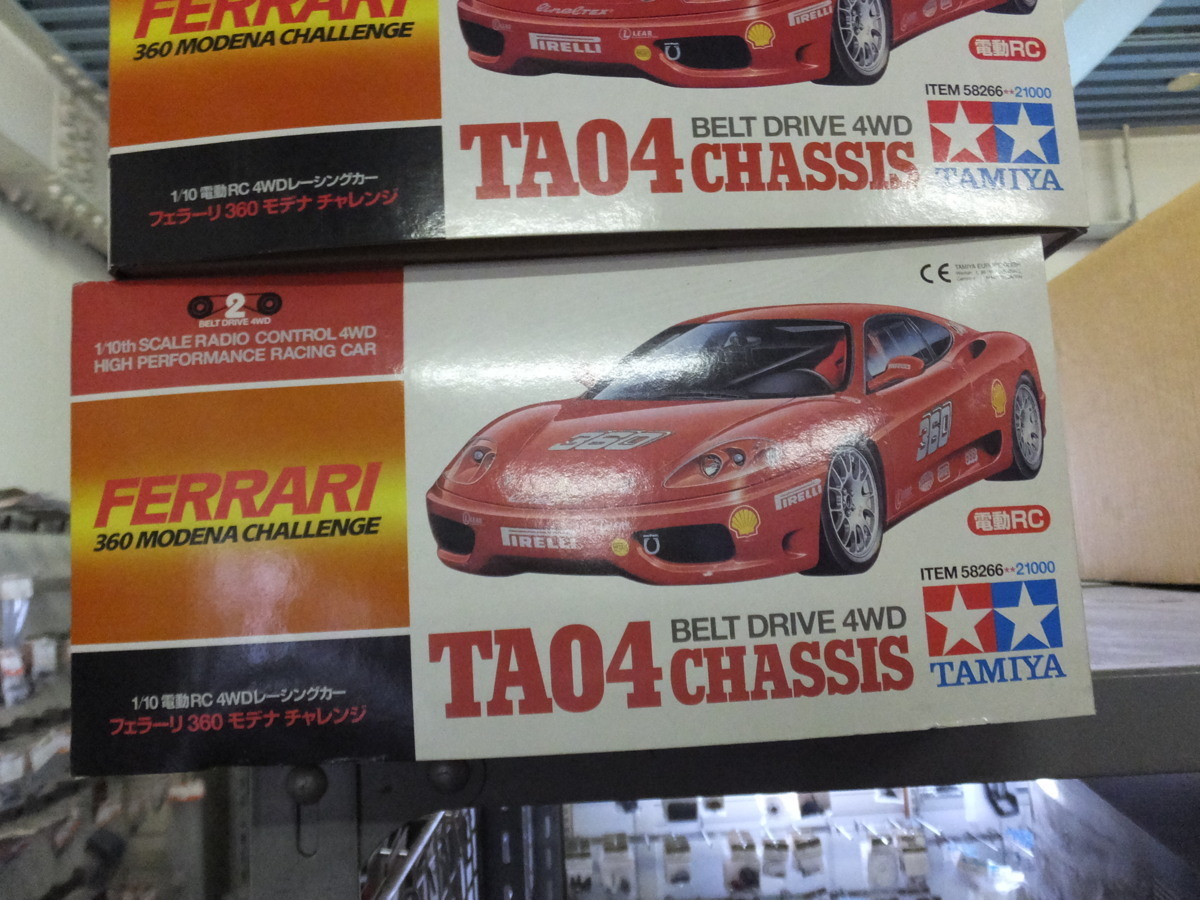 FERRARI
360 MODENA CHALLENGE
1/10 電動RC 4WDレーシングカー
フェラーリ 360 モデナ チャレンジ
PIRELLI
LEAR
PIRELLI
電動RC
ITEM 58266★★21000
TA04 BELT DRIVE 4WD
CHASSIS
TAMIYA
2
BELT DRIVE 4WD
1/10th SCALE RADIO CONTROL 4WD
HIGH PERFORMANCE RACING CAR
FERRARI
360 MODENA CHALLENGE
1/10 電動RC 4WDレーシングカー
フェラーリ 360 モデナ チャレンジ
CE
360
360
PIRELLI
PIRELLI
電動RC
ITEM 58266★★21000
TA04 BELT DRIVE 4WD
CHASSIS
TAMIYA